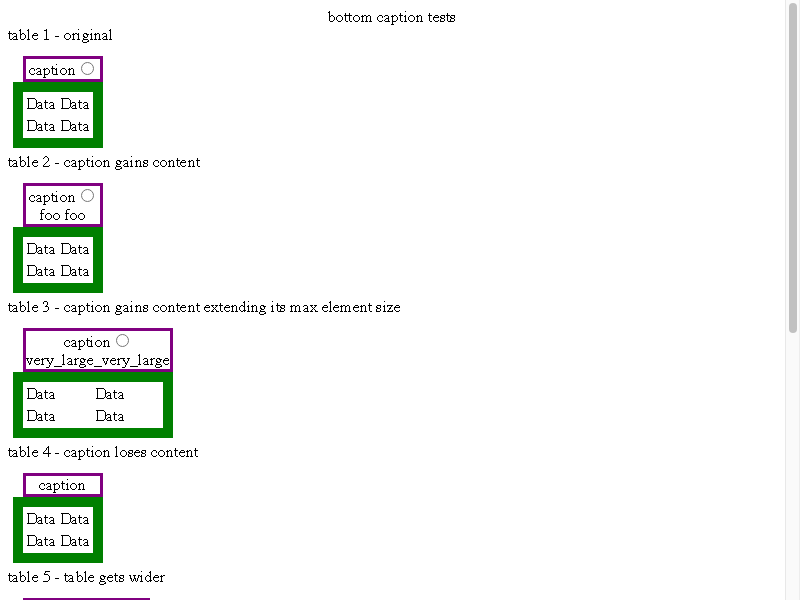 bottom caption tests
table 1 - original
caption
Data Data
Data Data
table 2 - caption gains content
caption
foo foo
Data Data
Data Data
table 3 - caption gains content extending its max element size
caption
very_large_very_large
Data Data
Data Data
table 4 - caption loses content
caption
Data Data
Data Data
table 5 - table gets wider